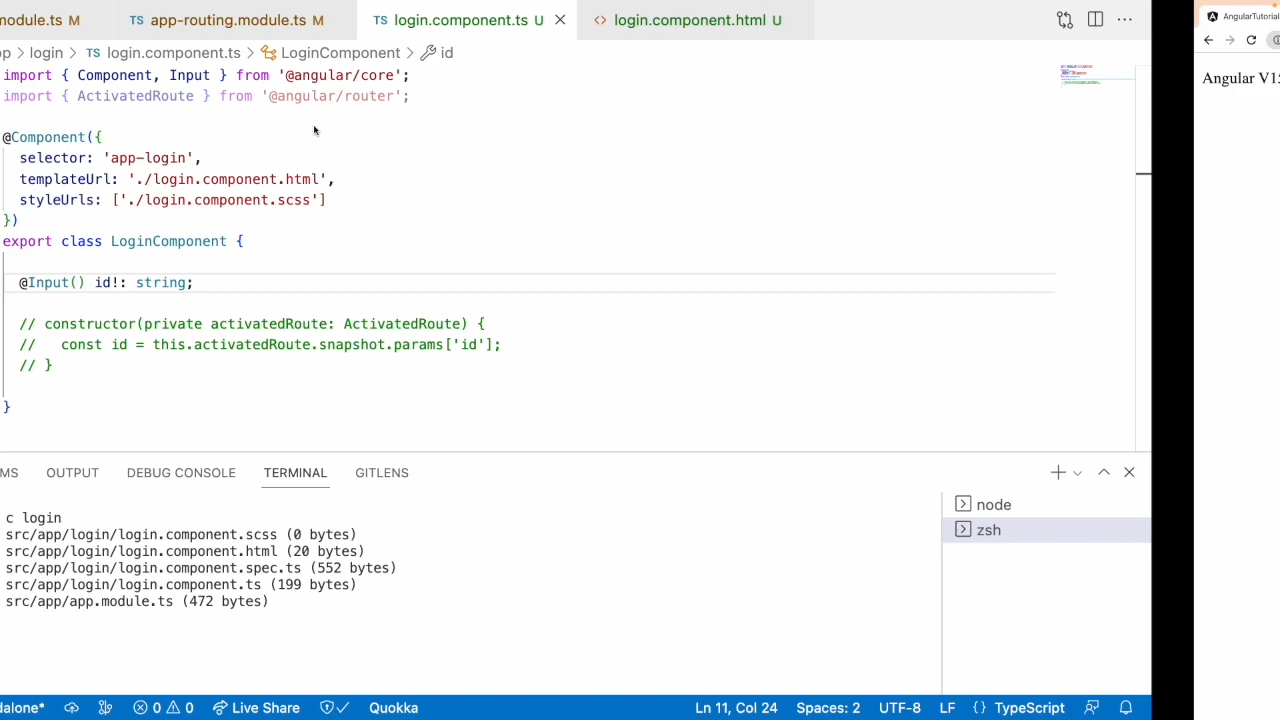 module.ts M TS app-routing.module.ts M TS login.component.ts U <> login.component.html U
AngularTutorial
p > login > TS login.component.ts > LoginComponent > id
import { Component, Input } from '@angular/core';
Angular V15
import { ActivatedRoute } from '@angular/router';
@Component({
selector: 'app-login',
templateUrl: './login.component.html',
styleUrls: ['./login.component.scss']
})
export class LoginComponent {
@Input() id!: string;
// constructor(private activatedRoute: ActivatedRoute) {
// const id = this.activatedRoute.snapshot.params['id'];
// }
}
MS OUTPUT DEBUG CONSOLE TERMINAL GITLENS
c login
src/app/login/login.component.scss (0 bytes)
src/app/login/login.component.html (20 bytes)
src/app/login/login.component.spec.ts (552 bytes)
src/app/login/login.component.ts (199 bytes)
src/app/app.module.ts (472 bytes)
node
zsh
dalone* 0 0 Live Share Quokka Ln 11, Col 24 Spaces: 2 UTF-8 LF {} TypeScript